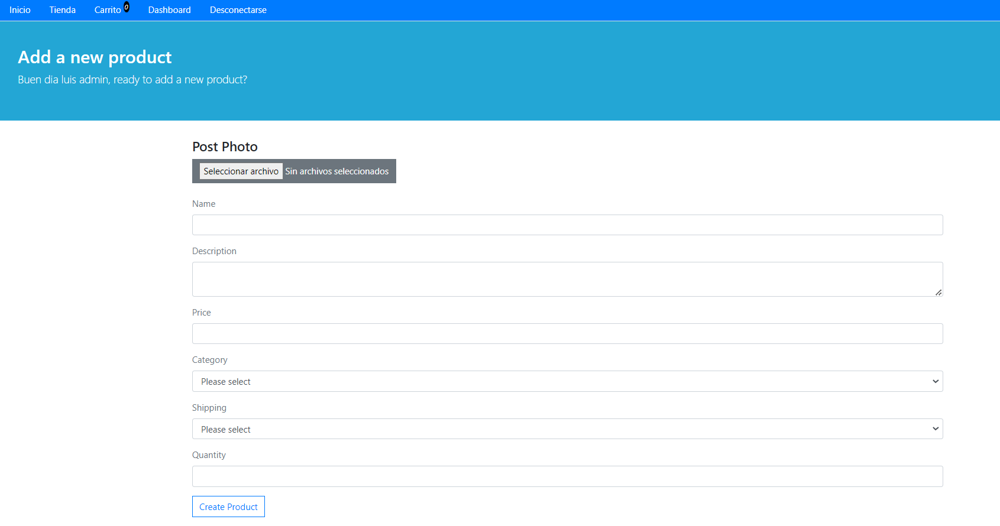 Inicio Tienda Carrito 0 Dashboard Desconectarse
Add a new product
Buen dia luis admin, ready to add a new product?
Post Photo
Seleccionar archivo Sin archivos seleccionados
Name
Description
Price
Category
Please select
Shipping
Please select
Quantity
Create Product